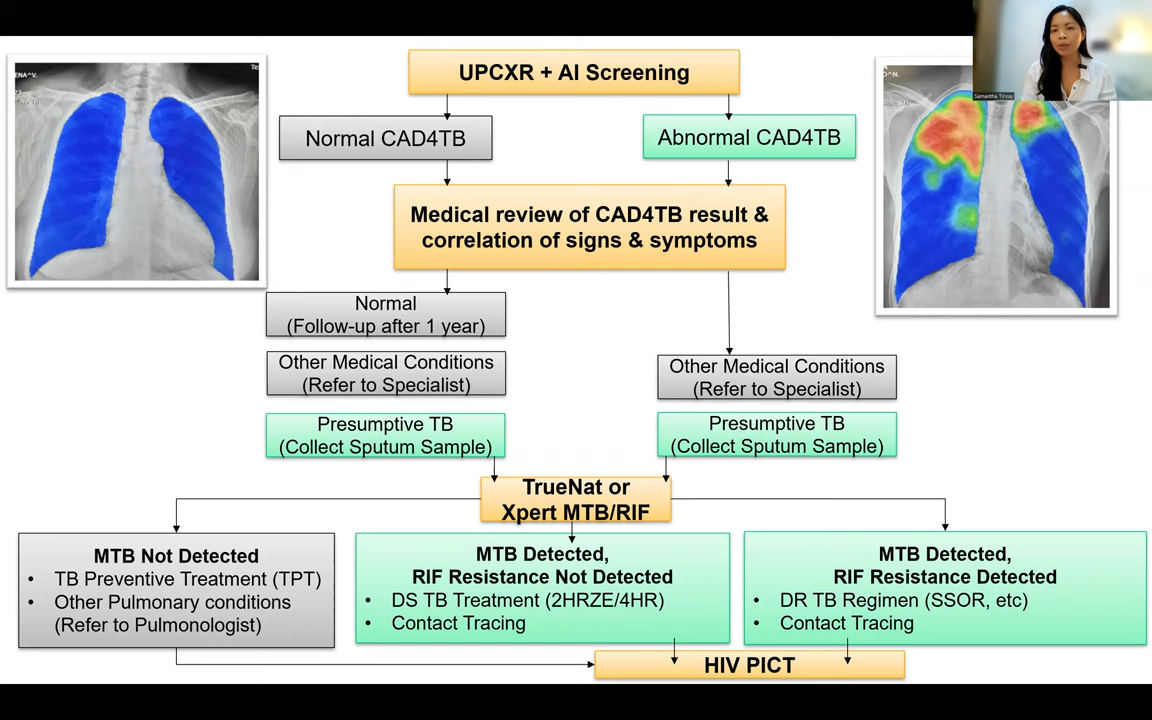 UPCXR + AI Screening
Samantha Tinsay
Normal CAD4TB
Abnormal CAD4TB
Medical review of CAD4TB result &
correlation of signs & symptoms
Normal
(Follow-up after 1 year)
Other Medical Conditions
(Refer to Specialist)
Presumptive TB
(Collect Sputum Sample)
Other Medical Conditions
(Refer to Specialist)
Presumptive TB
(Collect Sputum Sample)
TrueNat or
Xpert MTB/RIF
MTB Not Detected
• TB Preventive Treatment (TPT)
• Other Pulmonary conditions
(Refer to Pulmonologist)
MTB Detected,
RIF Resistance Not Detected
• DS TB Treatment (2HRZE/4HR)
• Contact Tracing
MTB Detected,
RIF Resistance Detected
• DR TB Regimen (SSOR, etc)
• Contact Tracing
HIV PICT